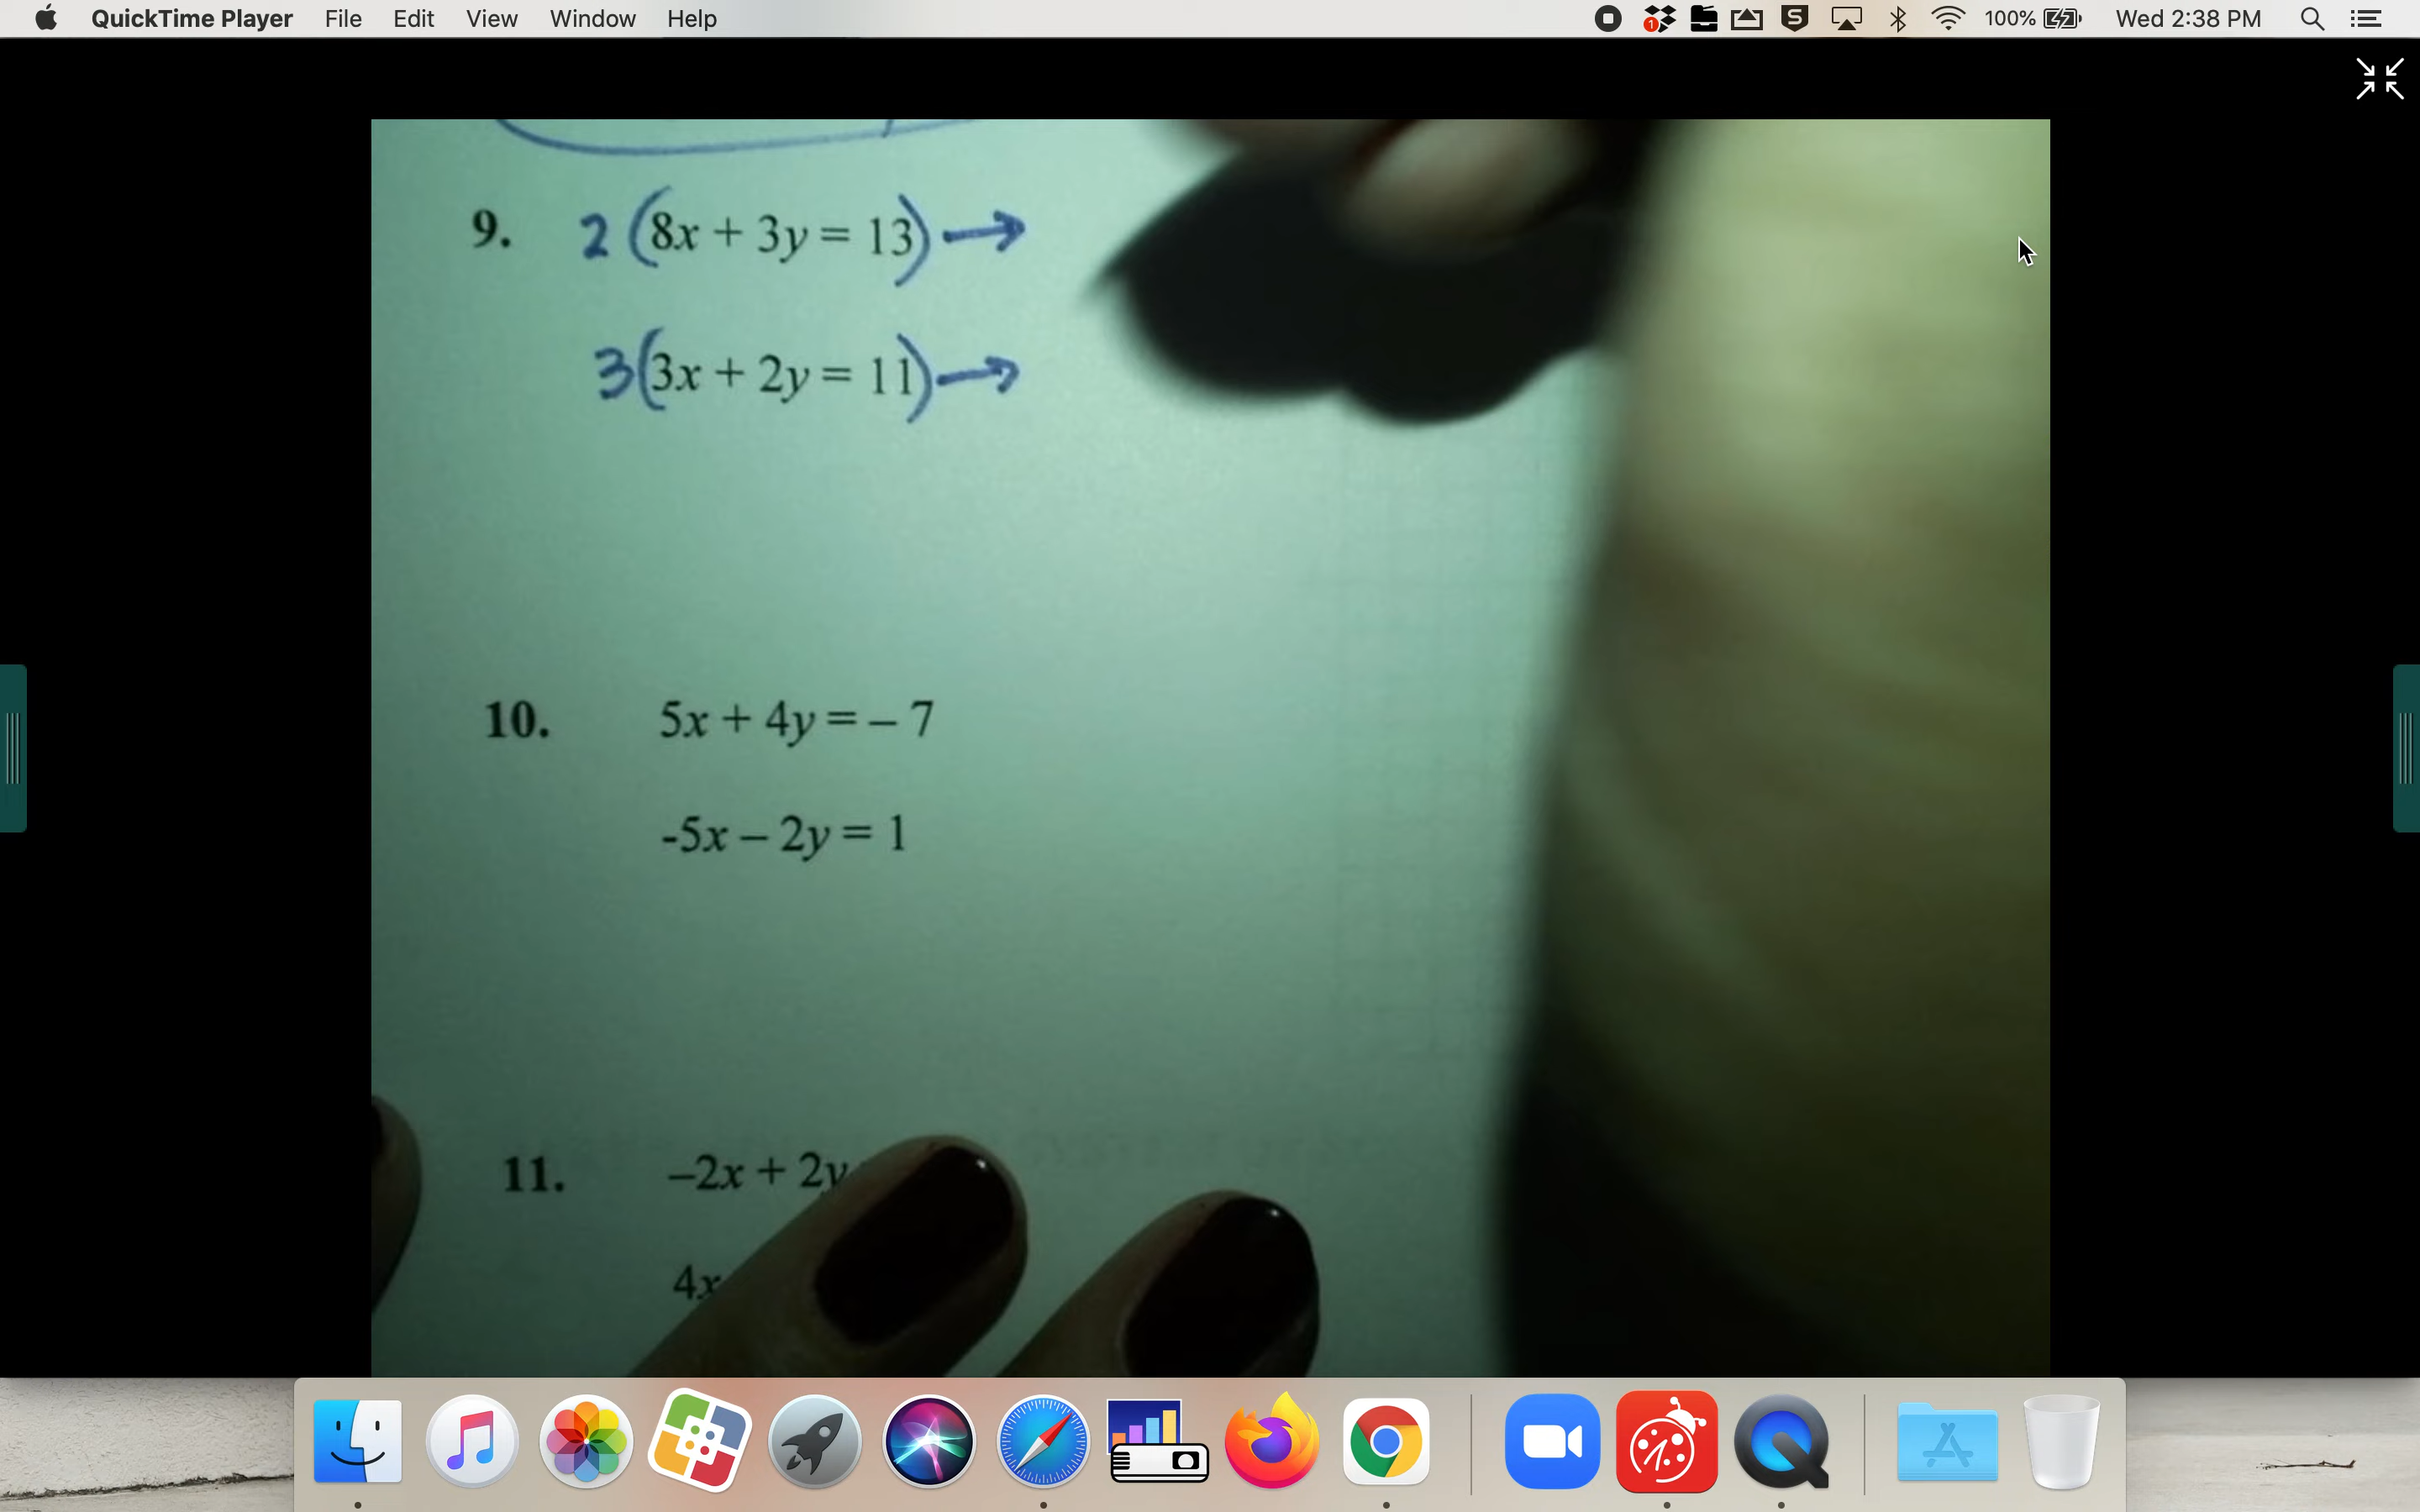 QuickTime Player File Edit View Window Help 1 S 100% Wed 2:38 PM
9. 2 (8x + 3y = 13) →
3(3x + 2y = 11) →
10. 5x + 4y = – 7
-5x – 2y = 1
11. –2x + 2y
4x